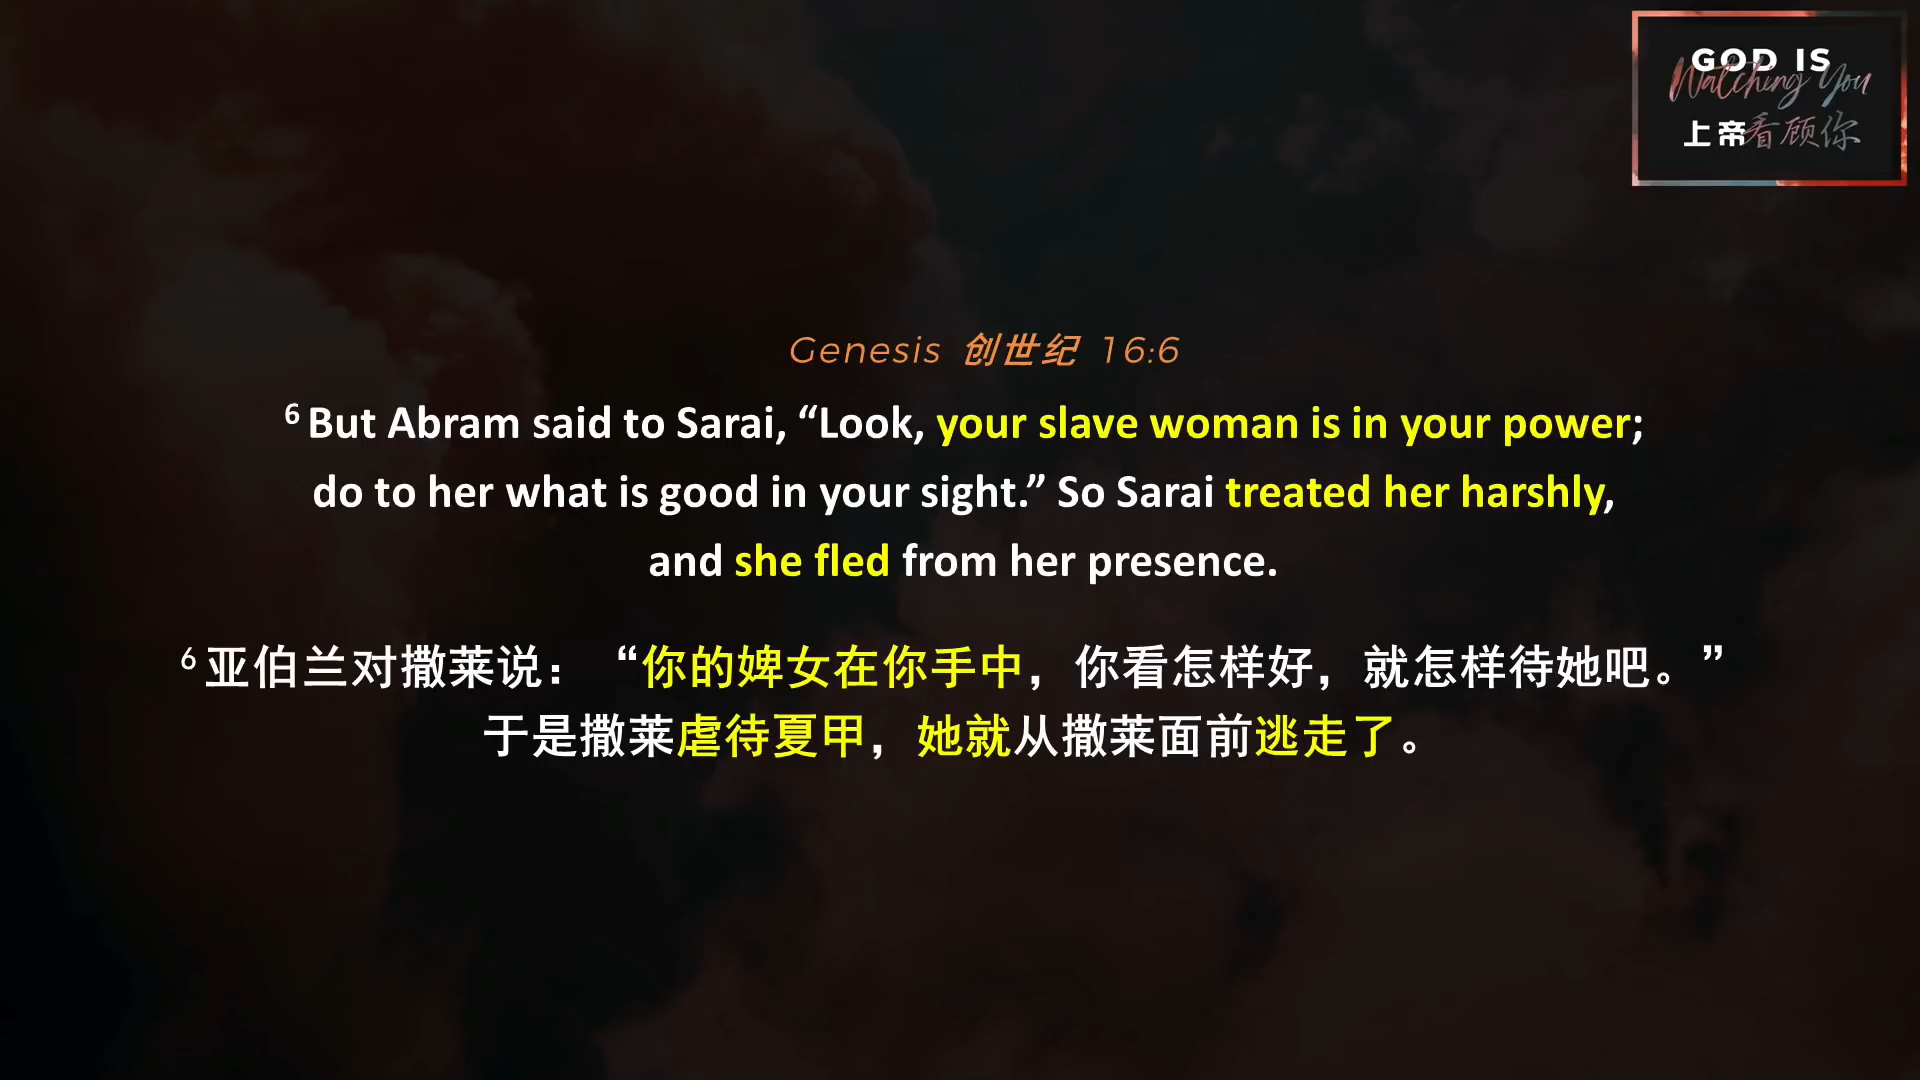 GOD IS
Watching You
上帝看顾你
Genesis 创世纪 16:6
6 But Abram said to Sarai, “Look, your slave woman is in your power;
do to her what is good in your sight.” So Sarai treated her harshly,
and she fled from her presence.
6 亚伯兰对撒莱说：“你的婢女在你手中，你看怎样好，就怎样待她吧。”
于是撒莱虐待夏甲，她就从撒莱面前逃走了。